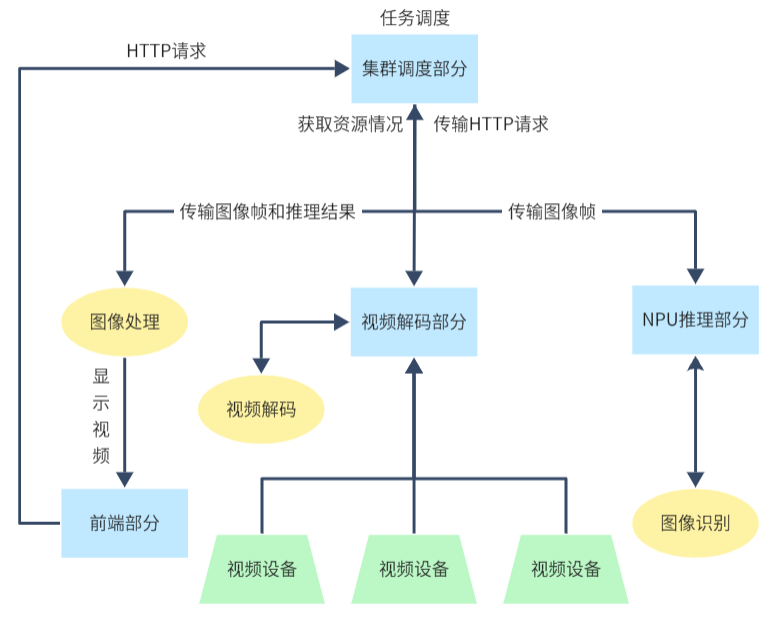 任务调度
HTTP请求
集群调度部分
获取资源情况
传输HTTP请求
传输图像帧和推理结果
传输图像帧
图像处理
视频解码部分
NPU推理部分
显
示
视
频
视频解码
前端部分
图像识别
视频设备
视频设备
视频设备